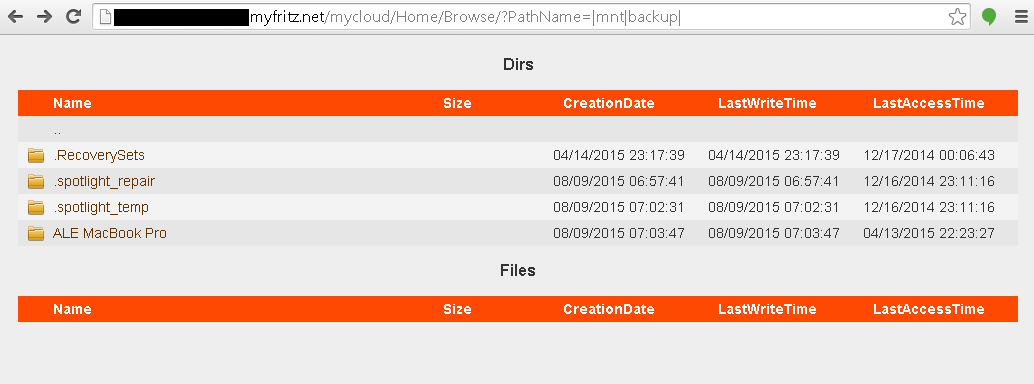 myfritz.net/mycloud/Home/Browse/?PathName=|mnt|backup|
Dirs
Name Size CreationDate LastWriteTime LastAccessTime
..
.RecoverySets 04/14/2015 23:17:39 04/14/2015 23:17:39 12/17/2014 00:06:43
.spotlight_repair 08/09/2015 06:57:41 08/09/2015 06:57:41 12/16/2014 23:11:16
.spotlight_temp 08/09/2015 07:02:31 08/09/2015 07:02:31 12/16/2014 23:11:16
ALE MacBook Pro 08/09/2015 07:03:47 08/09/2015 07:03:47 04/13/2015 22:23:27
Files
Name Size CreationDate LastWriteTime LastAccessTime